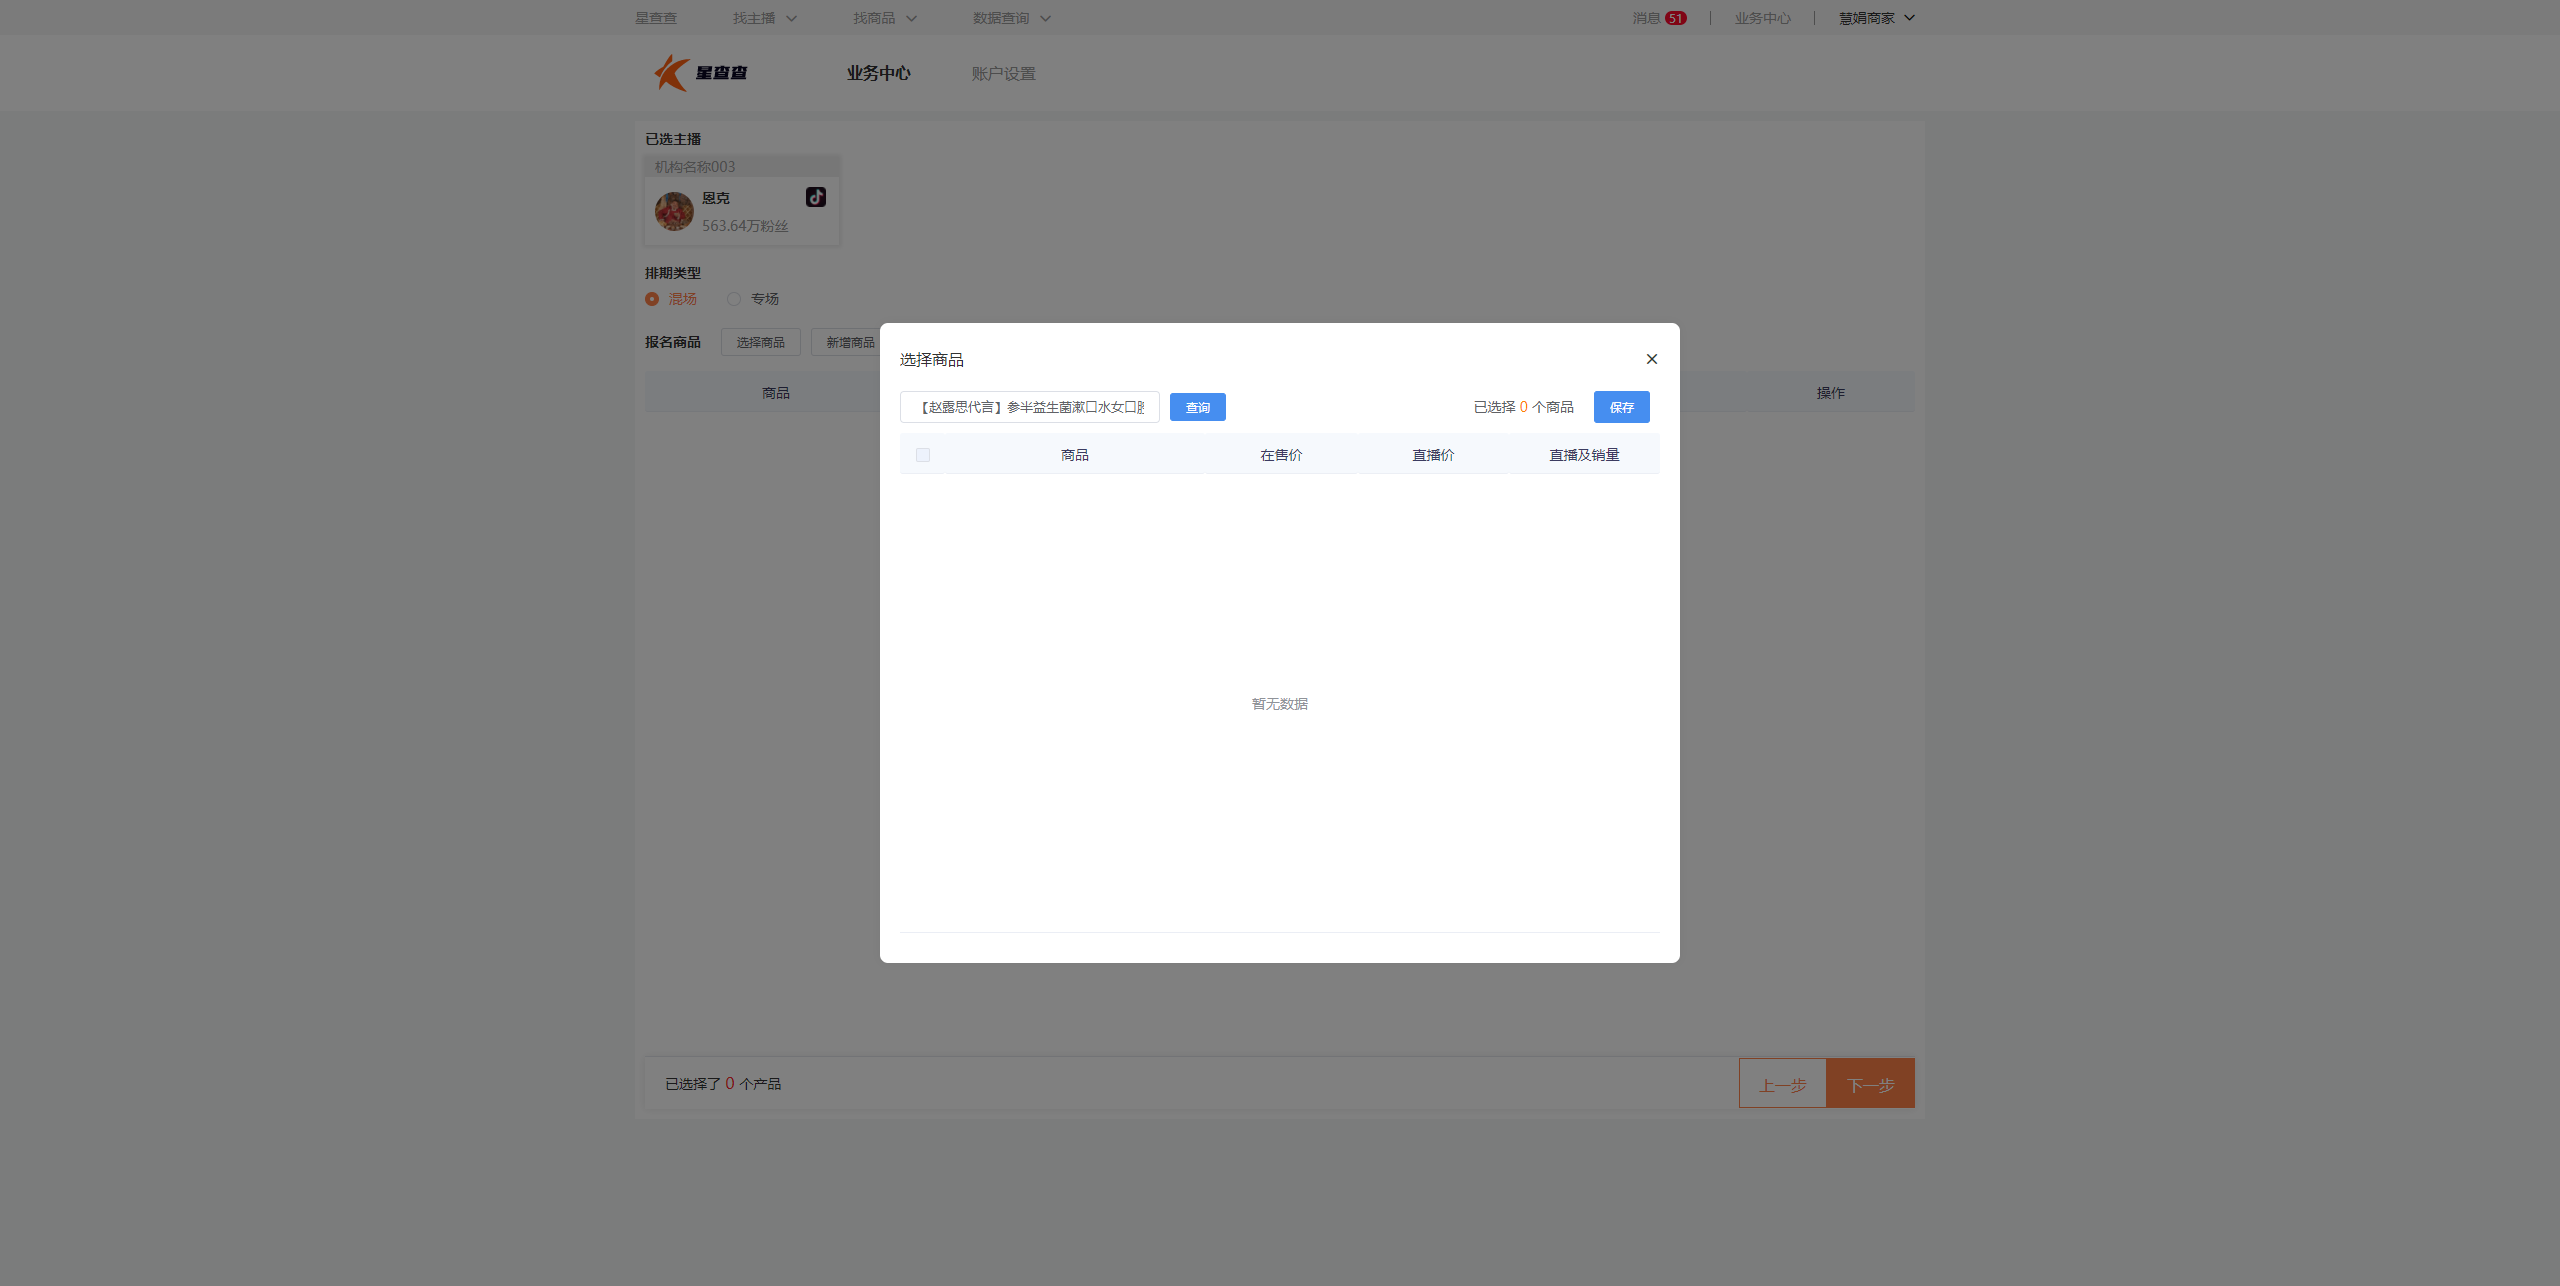 星查查 找主播 找商品 数据查询 消息 51 业务中心 慧娟商家
星查查 业务中心 账户设置
已选主播
机构名称003
恩克
563.64万粉丝
排期类型
混场 专场
报名商品 选择商品 新增商品
商品 操作
选择商品
【赵露思代言】参半益生菌漱口水女口腔 查询 已选择 0 个商品 保存
商品 在售价 直播价 直播及销量
暂无数据
已选择了 0 个产品 上一步 下一步